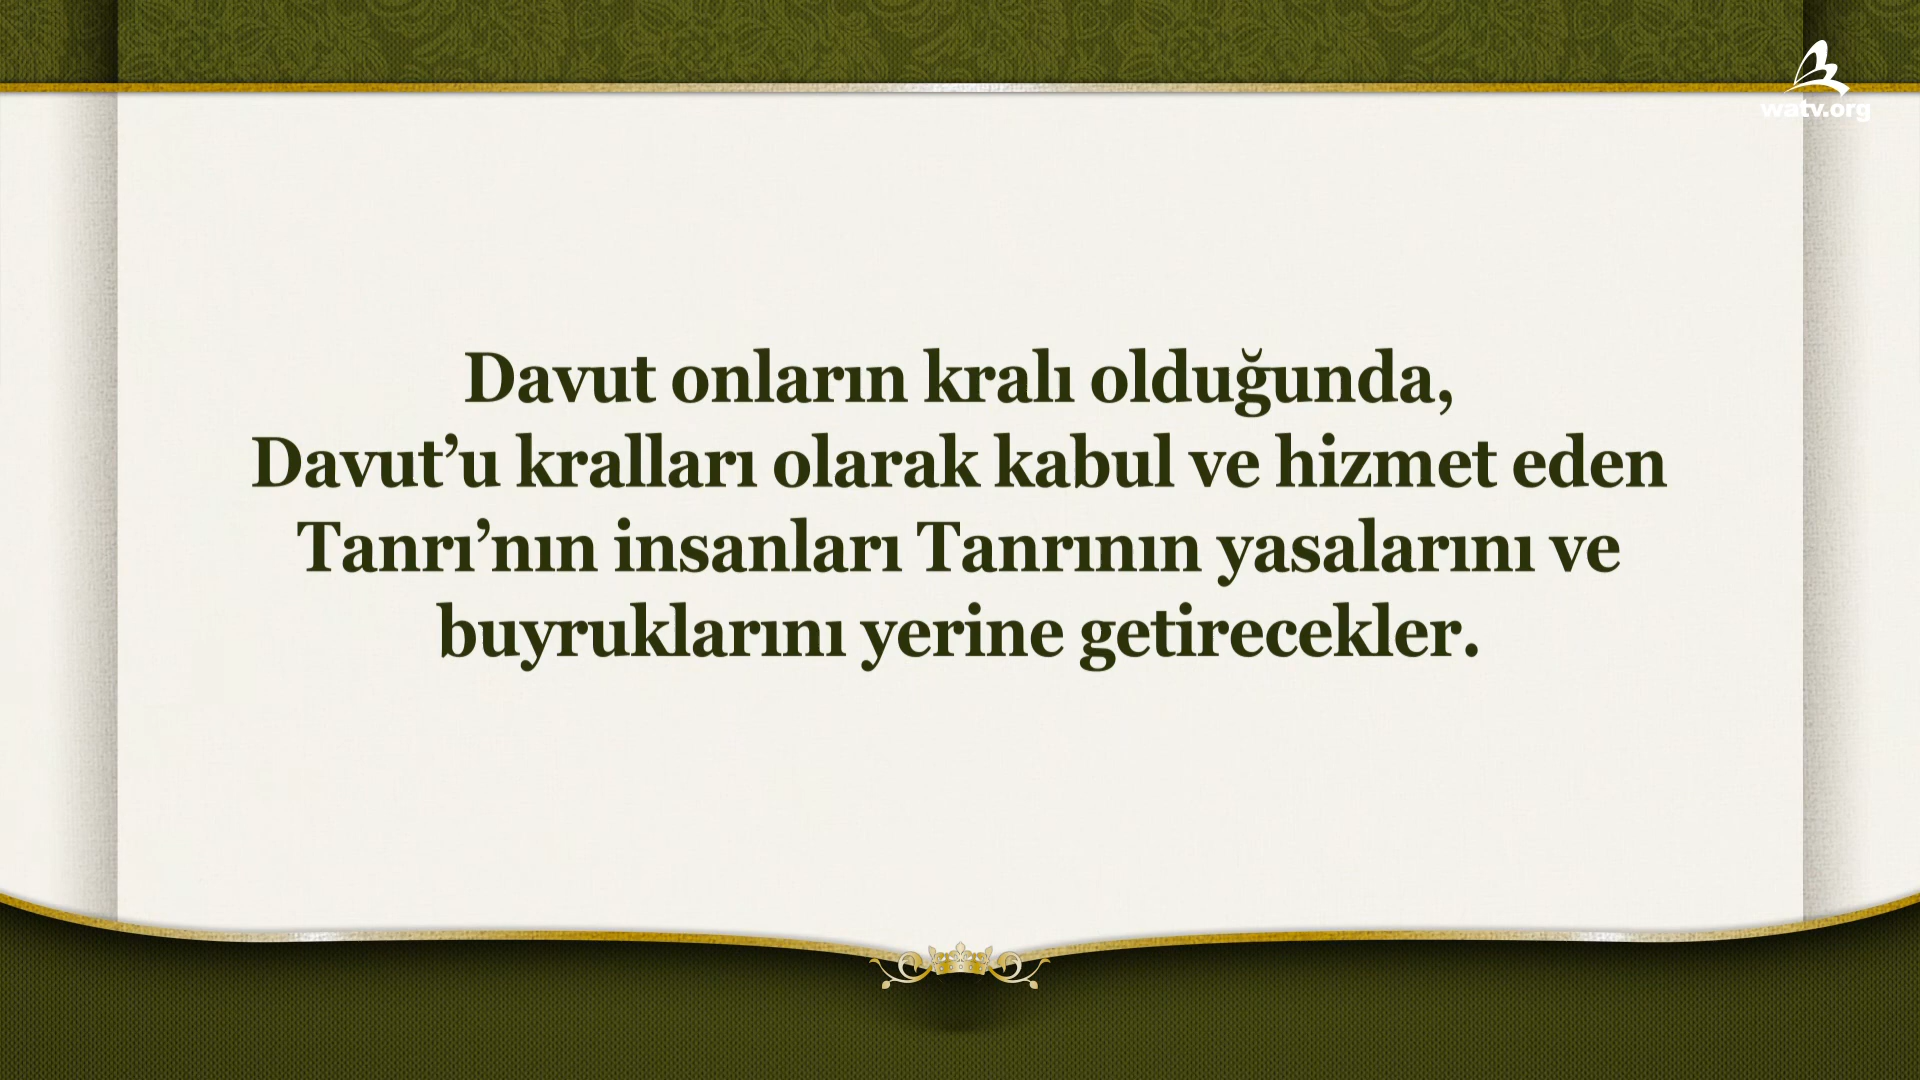 watv.org
Davut onların kralı olduğunda,
Davut’u kralları olarak kabul ve hizmet eden
Tanrı’nın insanları Tanrının yasalarını ve
buyruklarını yerine getirecekler.